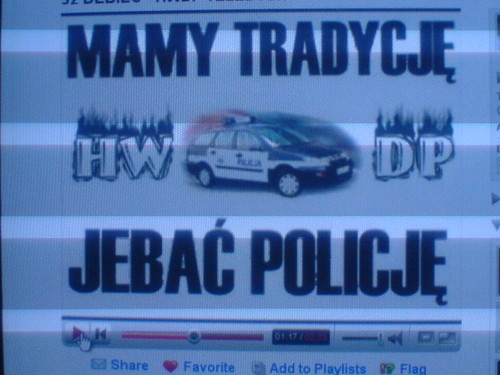 MAMY TRADYCJĘ
HW DP
POLICJA
JEBAĆ POLICJĘ
01:17
Share Favorite Add to Playlists Flag